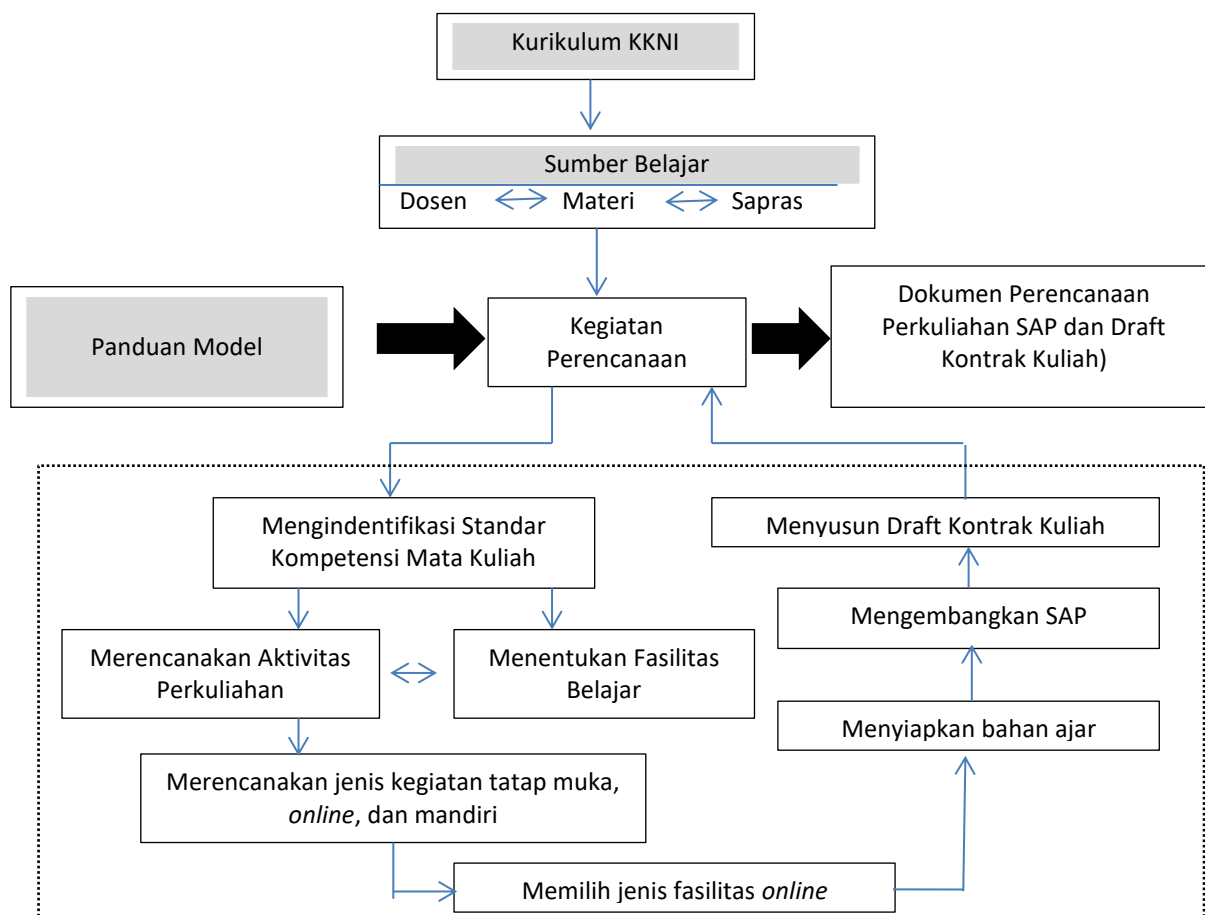 Kurikulum KKNI
Sumber Belajar
Dosen Materi Sapras
Panduan Model
Kegiatan
Perencanaan
Dokumen Perencanaan
Perkuliahan SAP dan Draft
Kontrak Kuliah)
Mengindentifikasi Standar
Kompetensi Mata Kuliah
Menyusun Draft Kontrak Kuliah
Mengembangkan SAP
Merencanakan Aktivitas
Perkuliahan
Menentukan Fasilitas
Belajar
Menyiapkan bahan ajar
Merencanakan jenis kegiatan tatap muka,
online, dan mandiri
Memilih jenis fasilitas online